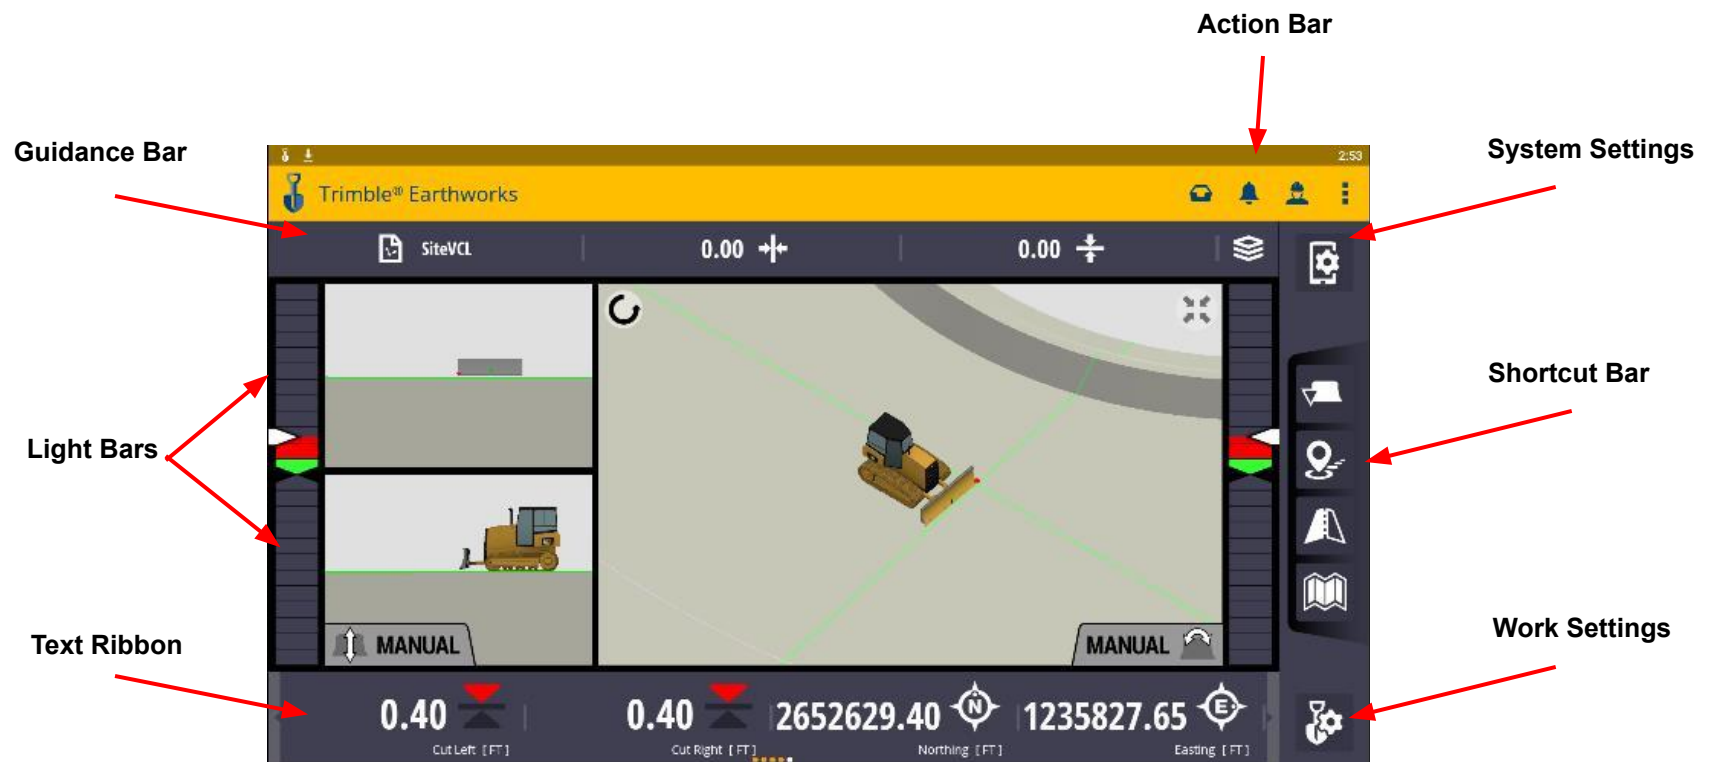 Action Bar
Guidance Bar
System Settings
2:53
Trimble® Earthworks
SiteVCL
0.00
0.00
Shortcut Bar
Light Bars
MANUAL
MANUAL
Text Ribbon
Work Settings
0.40
0.40
2652629.40
N
1235827.65
E
Cut Left [FT]
Cut Right [FT]
Northing [FT]
Easting [FT]